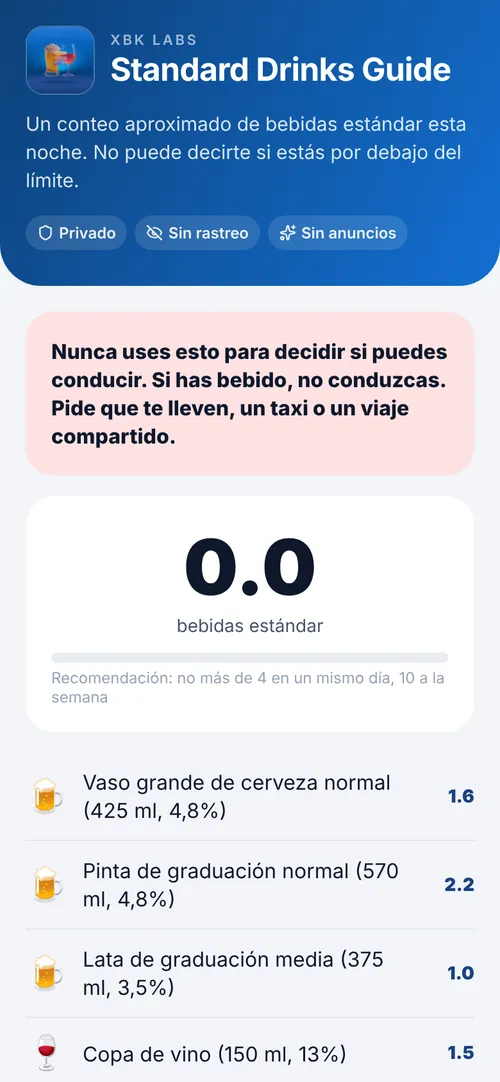 XBK LABS
Standard Drinks Guide
Un conteo aproximado de bebidas estándar esta
noche. No puede decirte si estás por debajo del
límite.
Privado
Sin rastreo
Sin anuncios
Nunca uses esto para decidir si puedes
conducir. Si has bebido, no conduzcas.
Pide que te lleven, un taxi o un viaje
compartido.
0.0
bebidas estándar
Recomendación: no más de 4 en un mismo día, 10 a la
semana
Vaso grande de cerveza normal
(425 ml, 4,8%)
1.6
Pinta de graduación normal (570
ml, 4,8%)
2.2
Lata de graduación media (375
ml, 3,5%)
1.0
Copa de vino (150 ml, 13%)
1.5